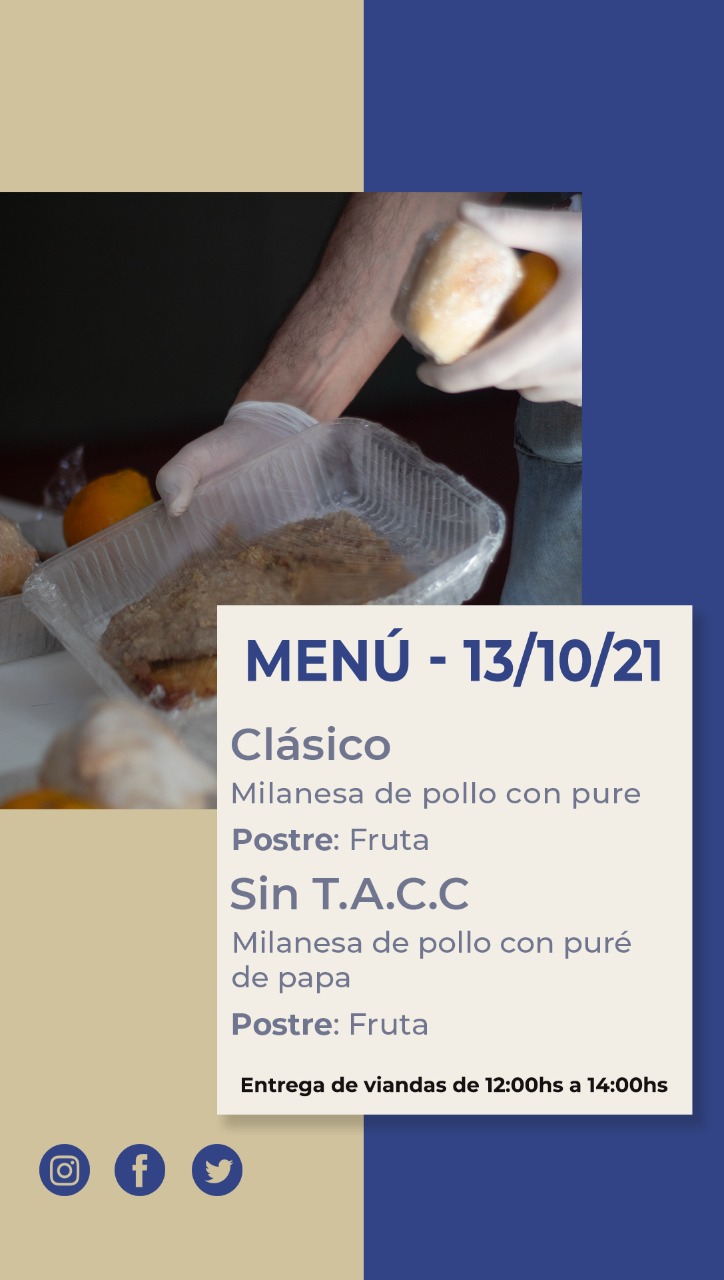 MENÚ - 13/10/21
Clásico
Milanesa de pollo con pure
Postre: Fruta
Sin T.A.C.C
Milanesa de pollo con puré
de papa
Postre: Fruta
Entrega de viandas de 12:00hs a 14:00hs